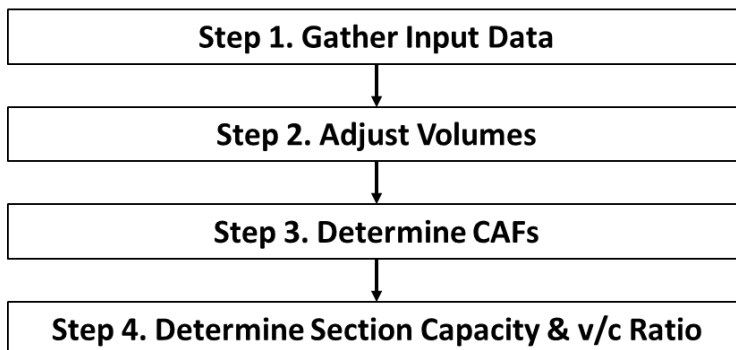 Step 1. Gather Input Data
Step 2. Adjust Volumes
Step 3. Determine CAFs
Step 4. Determine Section Capacity & v/c Ratio